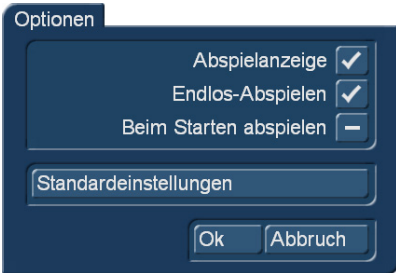 Optionen
Abspielanzeige
Endlos-Abspielen
Beim Starten abspielen
Standardeinstellungen
Ok Abbruch